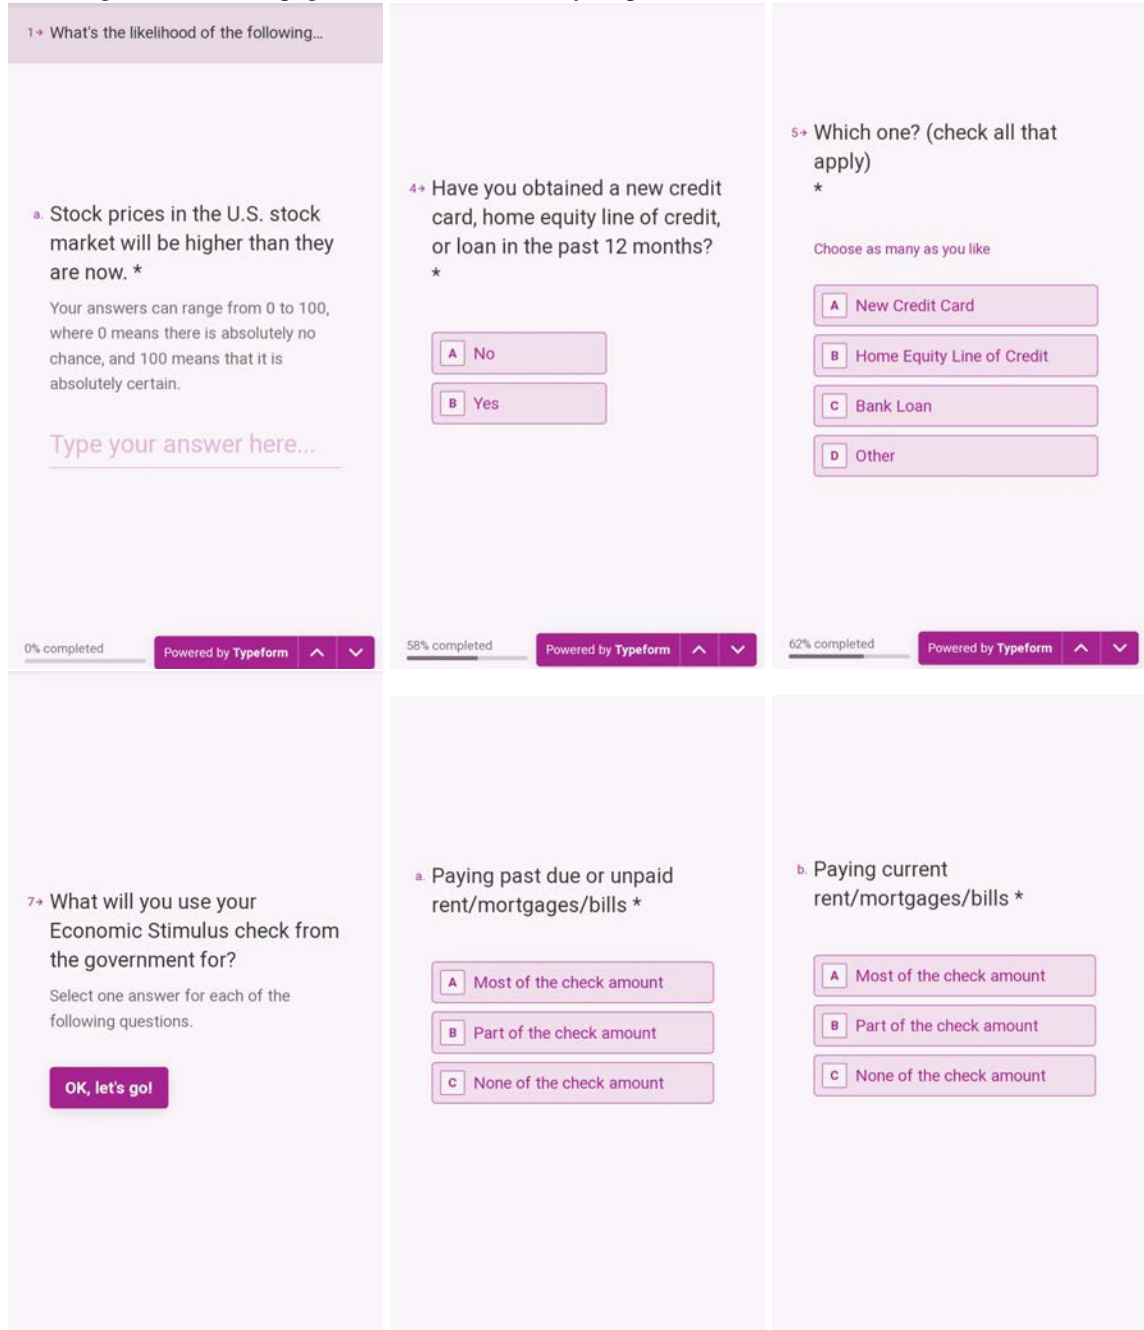 1→ What's the likelihood of the following...
a. Stock prices in the U.S. stock
market will be higher than they
are now. *
Your answers can range from 0 to 100,
where 0 means there is absolutely no
chance, and 100 means that it is
absolutely certain.
Type your answer here...
0% completed
Powered by Typeform
4→ Have you obtained a new credit
card, home equity line of credit,
or loan in the past 12 months?
*
A No
B Yes
58% completed
Powered by Typeform
5→ Which one? (check all that
apply)
*
Choose as many as you like
A New Credit Card
B Home Equity Line of Credit
C Bank Loan
D Other
62% completed
Powered by Typeform
7→ What will you use your
Economic Stimulus check from
the government for?
Select one answer for each of the
following questions.
OK, let's go!
a. Paying past due or unpaid
rent/mortgages/bills *
A Most of the check amount
B Part of the check amount
C None of the check amount
b. Paying current
rent/mortgages/bills *
A Most of the check amount
B Part of the check amount
C None of the check amount